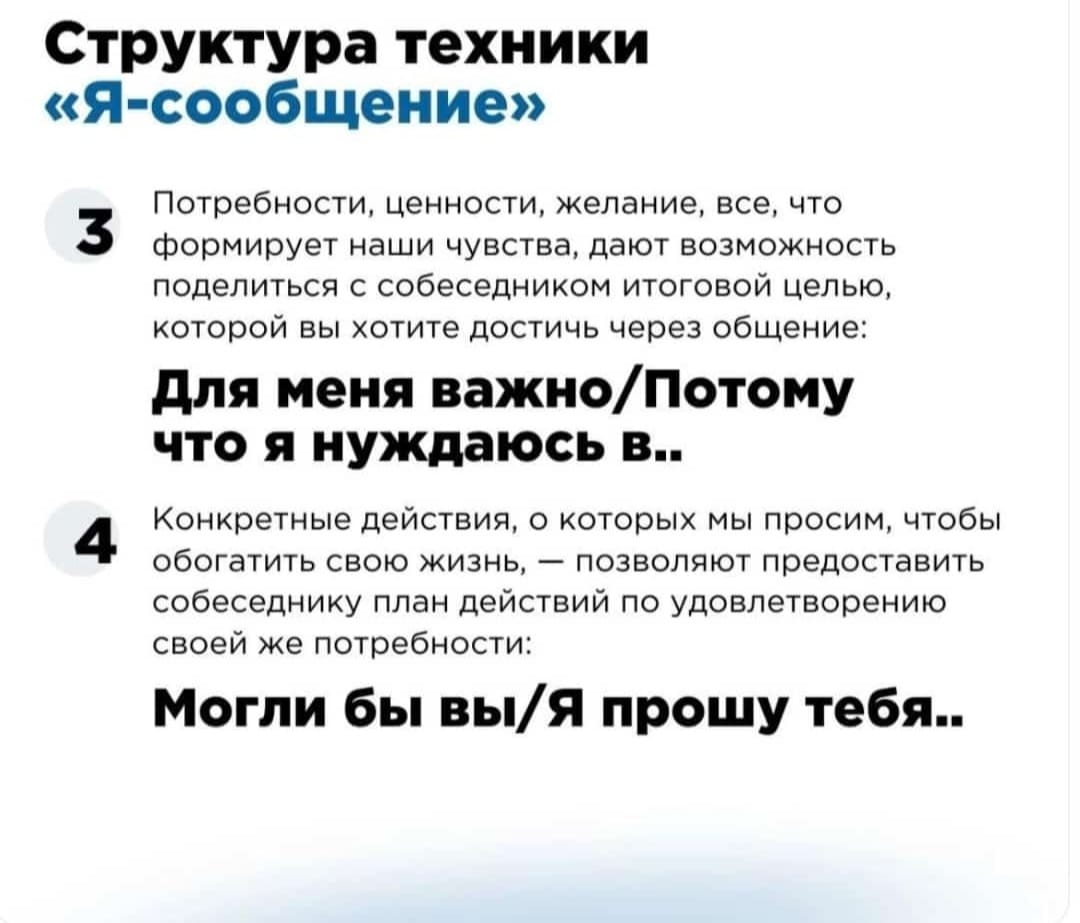 Структура техники
«Я-сообщение»
3
Потребности, ценности, желание, все, что
формирует наши чувства, дают возможность
поделиться с собеседником итоговой целью,
которой вы хотите достичь через общение:
Для меня важно/Потому
что я нуждаюсь в..
4
Конкретные действия, о которых мы просим, чтобы
обогатить свою жизнь, — позволяют предоставить
собеседнику план действий по удовлетворению
своей же потребности:
Могли бы вы/Я прошу тебя..